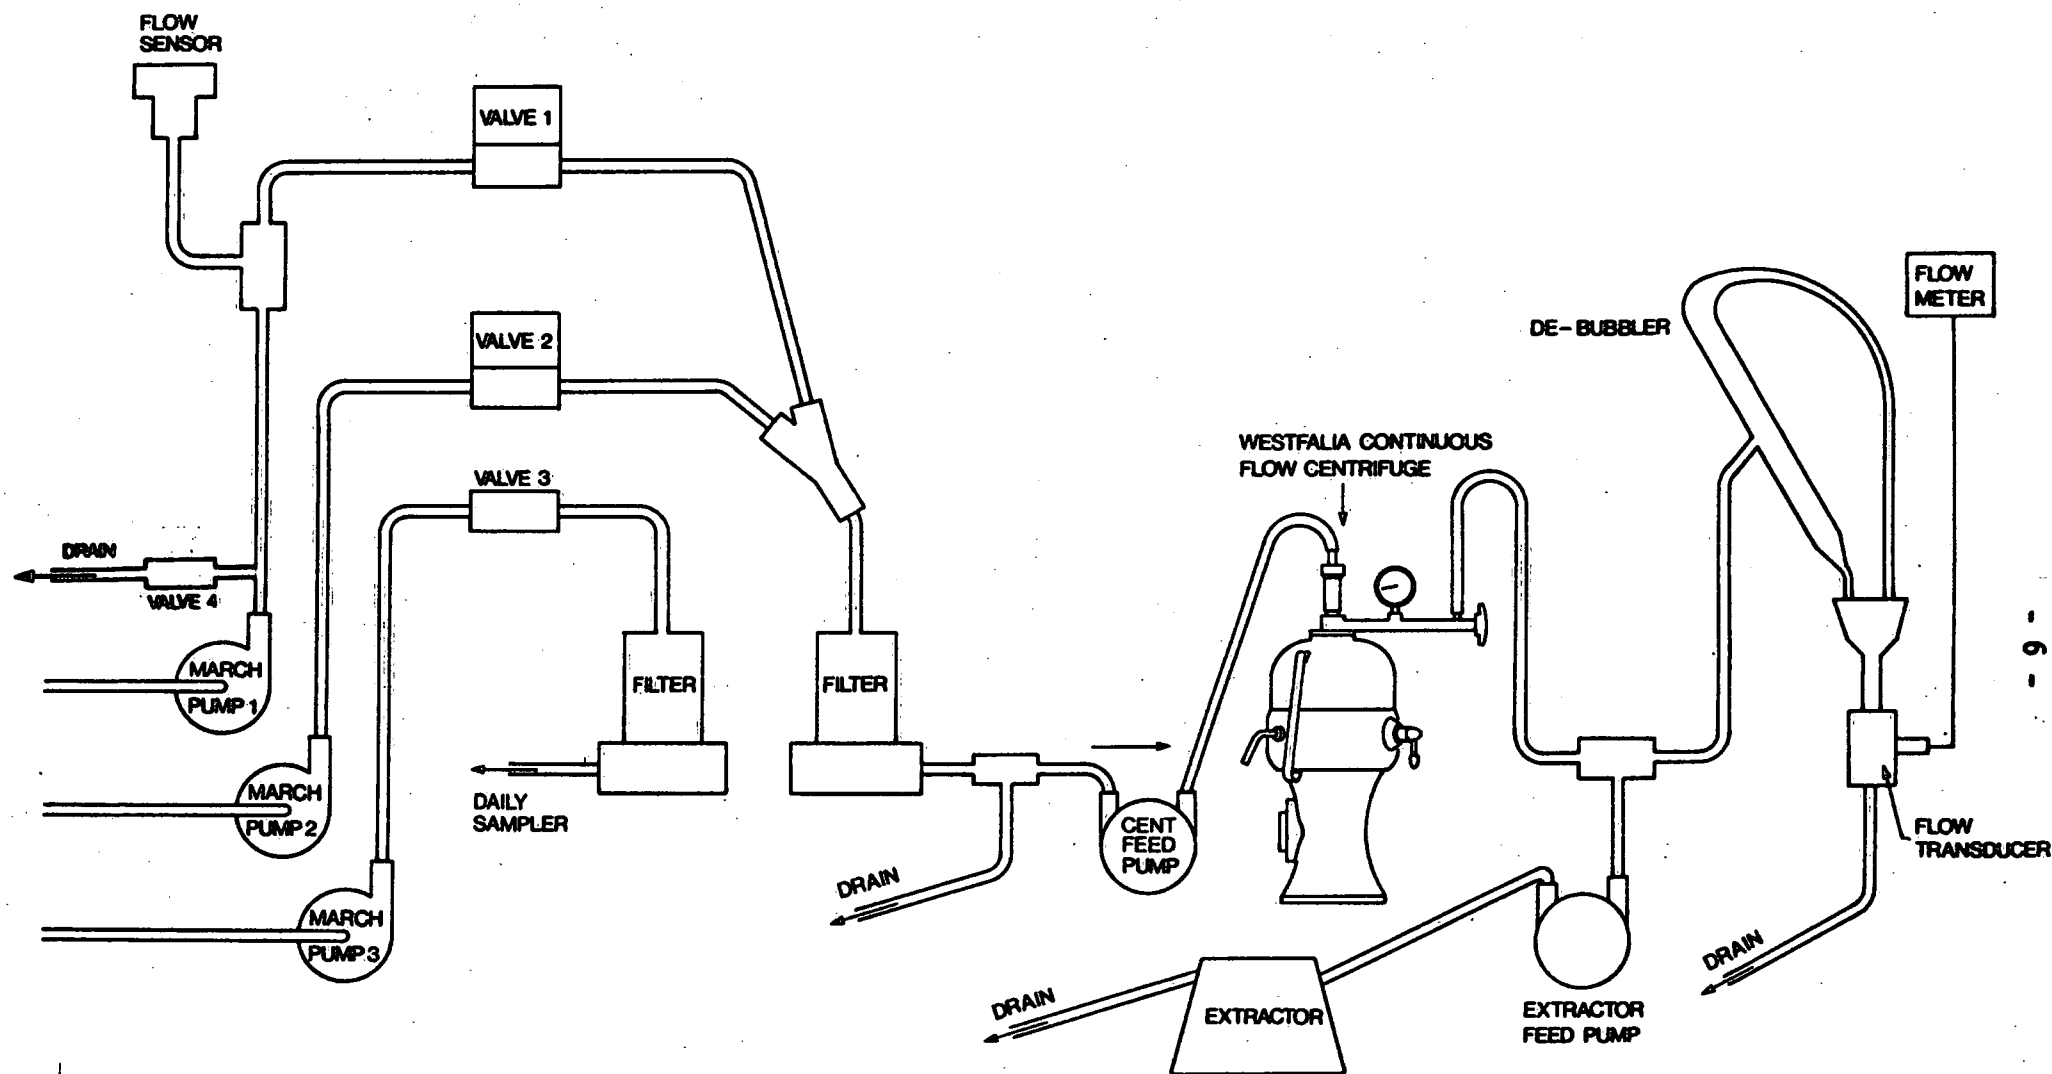 FLOW
SENSOR
VALVE 1
VALVE 2
VALVE 3
DRAIN
VALVE 4
MARCH
PUMP 1
MARCH
PUMP 2
MARCH
PUMP 3
FILTER
DAILY
SAMPLER
FILTER
DRAIN
CENT
FEED
PUMP
WESTFALIA CONTINUOUS
FLOW CENTRIFUGE
DE-BUBBLER
FLOW
METER
FLOW
TRANSDUCER
DRAIN
EXTRACTOR
FEED PUMP
EXTRACTOR
DRAIN
- 6 -